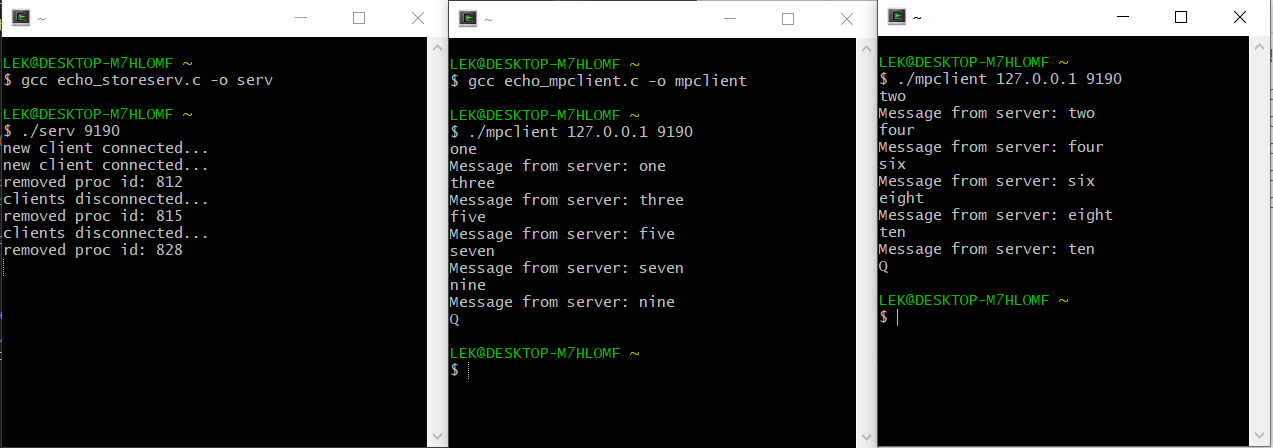 ~
LEK@DESKTOP-M7HLOMF ~
$ gcc echo_storeserv.c -o serv
LEK@DESKTOP-M7HLOMF ~
$ ./serv 9190
new client connected...
new client connected...
removed proc id: 812
clients disconnected...
removed proc id: 815
clients disconnected...
removed proc id: 828
~
LEK@DESKTOP-M7HLOMF ~
$ gcc echo_mpclient.c -o mpclient
LEK@DESKTOP-M7HLOMF ~
$ ./mpclient 127.0.0.1 9190
one
Message from server: one
three
Message from server: three
five
Message from server: five
seven
Message from server: seven
nine
Message from server: nine
Q
LEK@DESKTOP-M7HLOMF ~
$
~
LEK@DESKTOP-M7HLOMF ~
$ ./mpclient 127.0.0.1 9190
two
Message from server: two
four
Message from server: four
six
Message from server: six
eight
Message from server: eight
ten
Message from server: ten
Q
LEK@DESKTOP-M7HLOMF ~
$